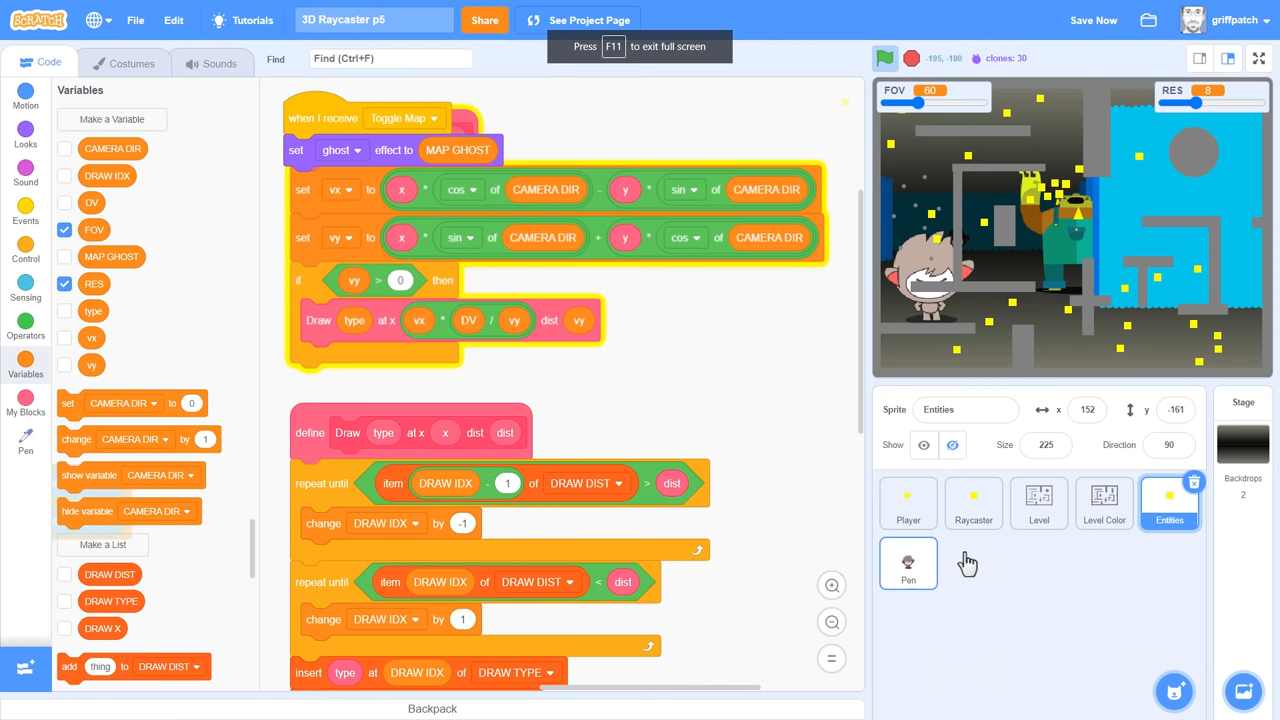 SCRATCH File Edit Tutorials 3D Raycaster p5 Share See Project Page Save Now griffpatch
Press F11 to exit full screen
Code Costumes Sounds Find Find (Ctrl+F) -195, -180 clones: 30
Variables
Make a Variable
CAMERA DIR
DRAW IDX
DV
FOV
MAP GHOST
RES
type
vx
vy
set CAMERA DIR to 0
change CAMERA DIR by 1
show variable CAMERA DIR
hide variable CAMERA DIR
Make a List
DRAW DIST
DRAW TYPE
DRAW X
add thing to DRAW DIST
Motion
Looks
Sound
Events
Control
Sensing
Operators
Variables
My Blocks
Pen
when I receive Toggle Map
set ghost effect to MAP GHOST
set vx to x * cos of CAMERA DIR - y * sin of CAMERA DIR
set vy to x * sin of CAMERA DIR + y * cos of CAMERA DIR
if vy > 0 then
Draw type at x vx * DV / vy dist vy
define Draw type at x x dist dist
repeat until item DRAW IDX - 1 of DRAW DIST > dist
change DRAW IDX by -1
repeat until item DRAW IDX of DRAW DIST < dist
change DRAW IDX by 1
insert type at DRAW IDX of DRAW TYPE
FOV 60 RES 8
Sprite Entities x 152 y -161
Show Size 225 Direction 90
Player Raycaster Level Level Color Entities
Pen
Stage
Backdrops
2
Backpack